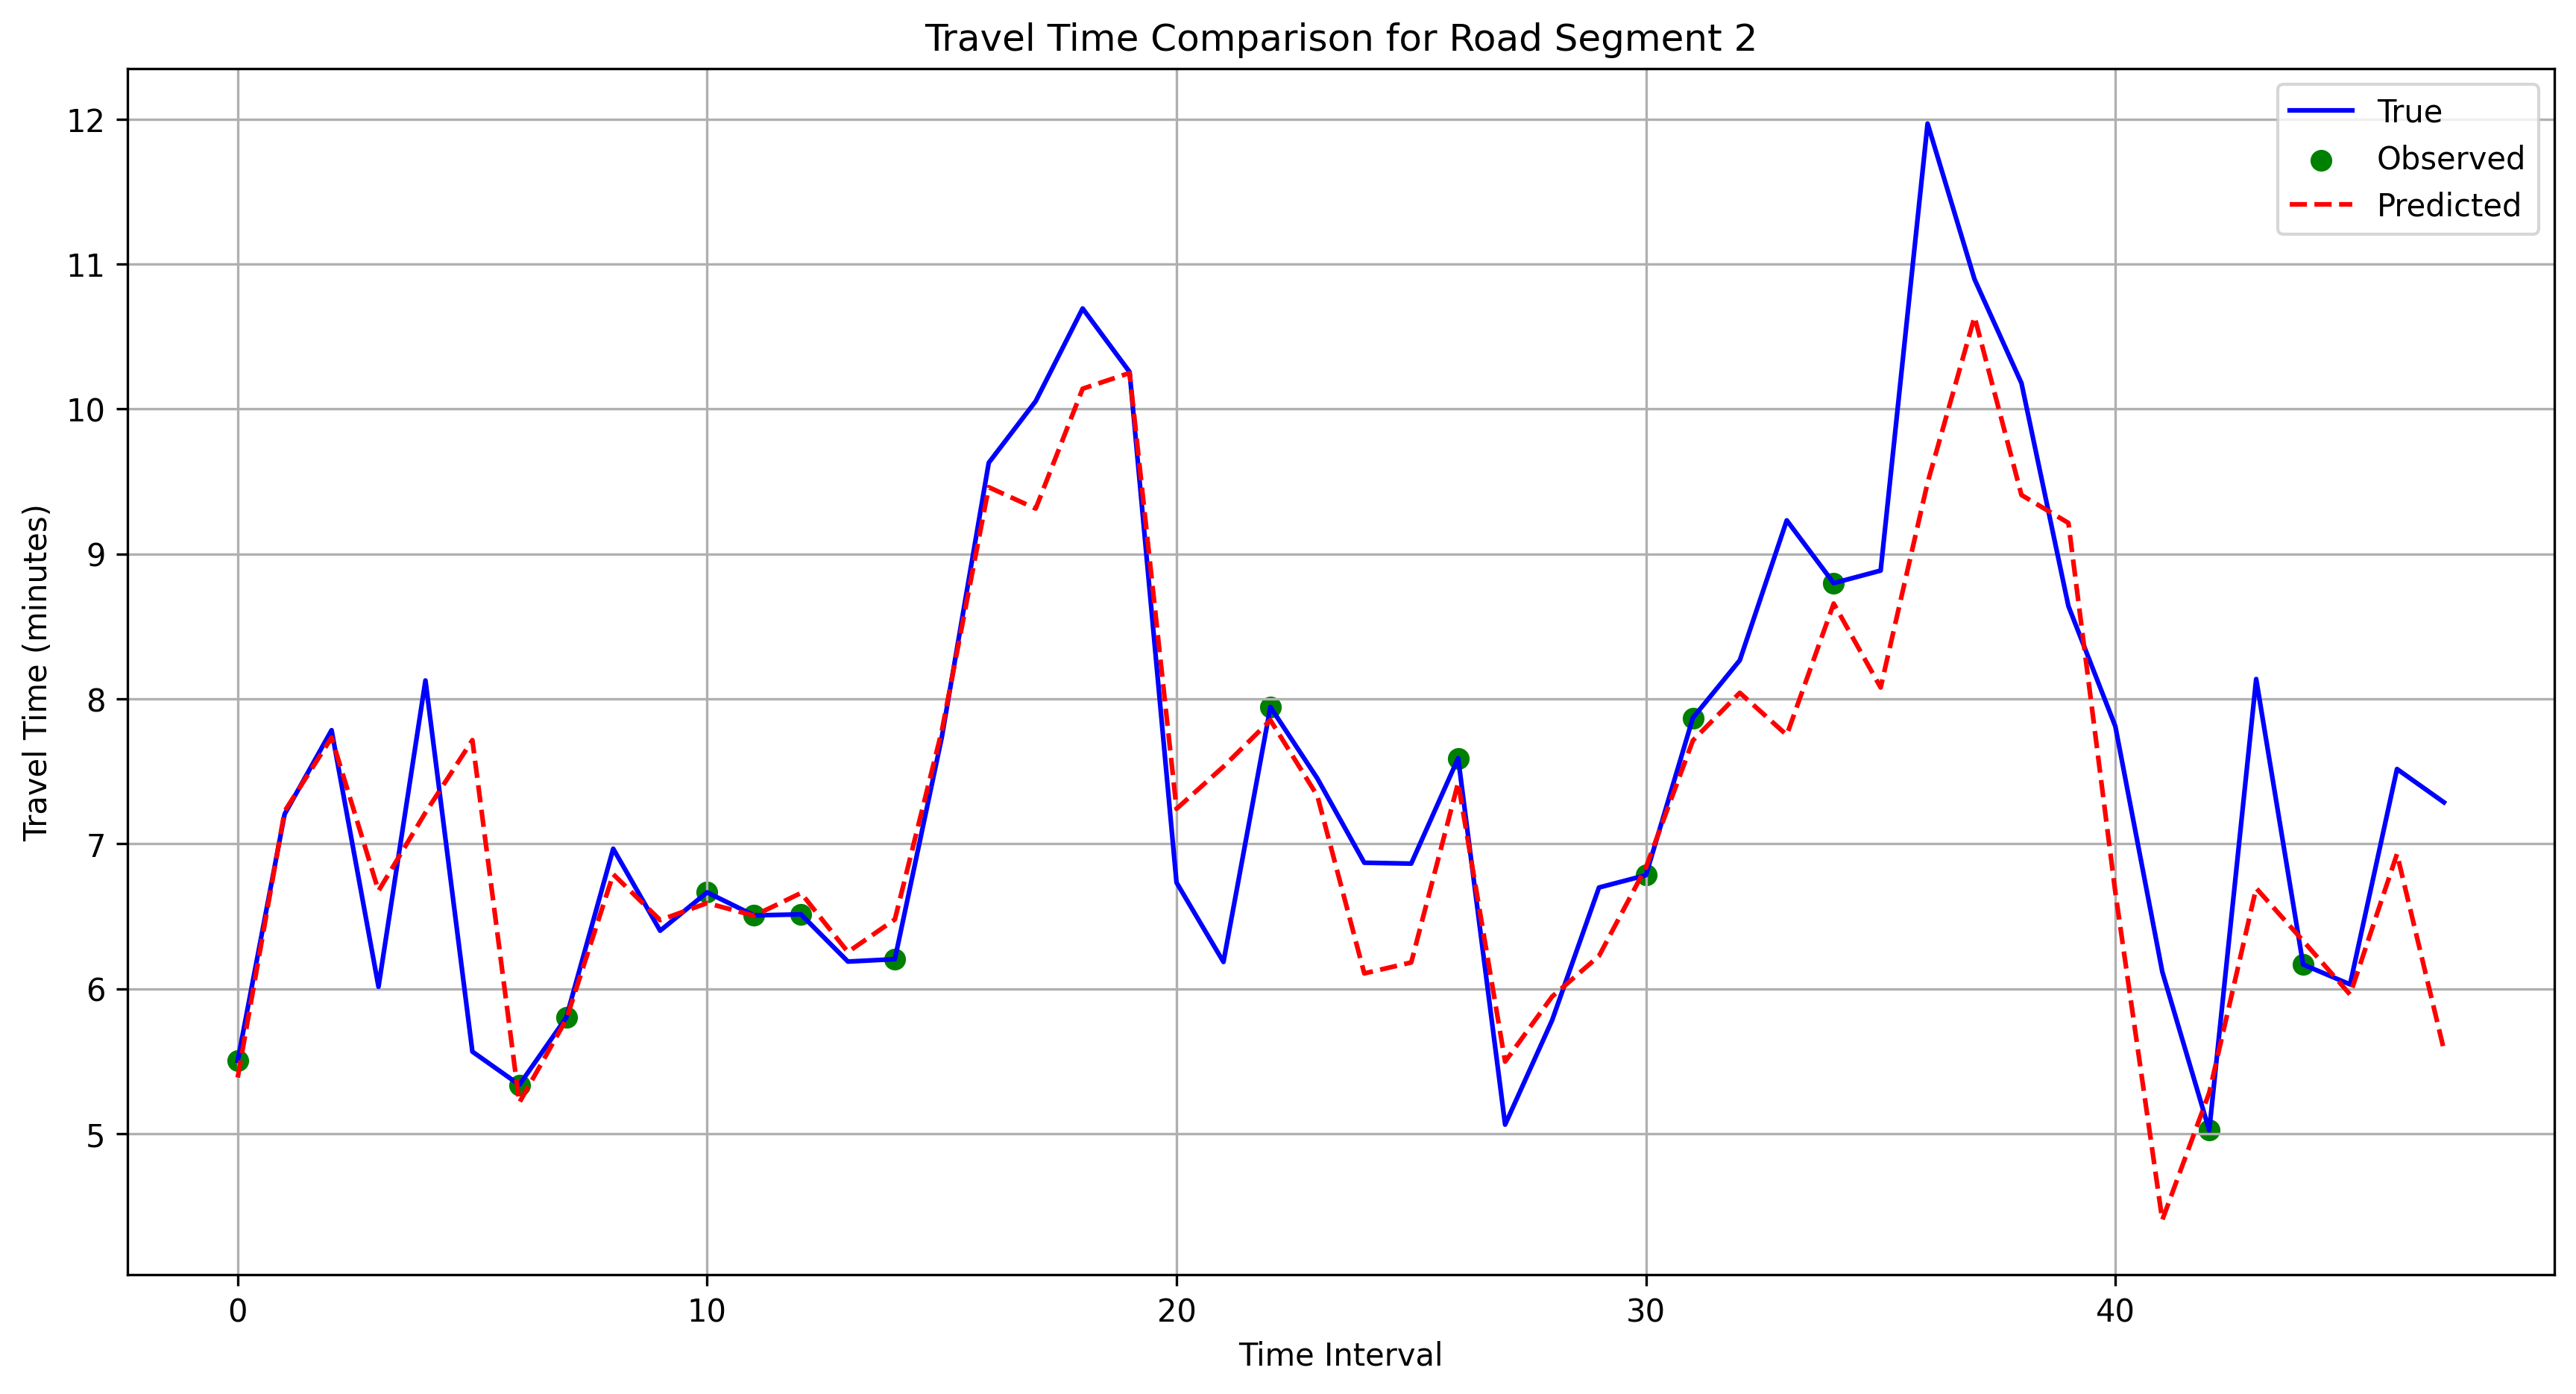 Travel Time Comparison for Road Segment 2
12
11
10
9
8
7
6
5
Travel Time (minutes)
0 10 20 30 40
Time Interval
True
Observed
Predicted